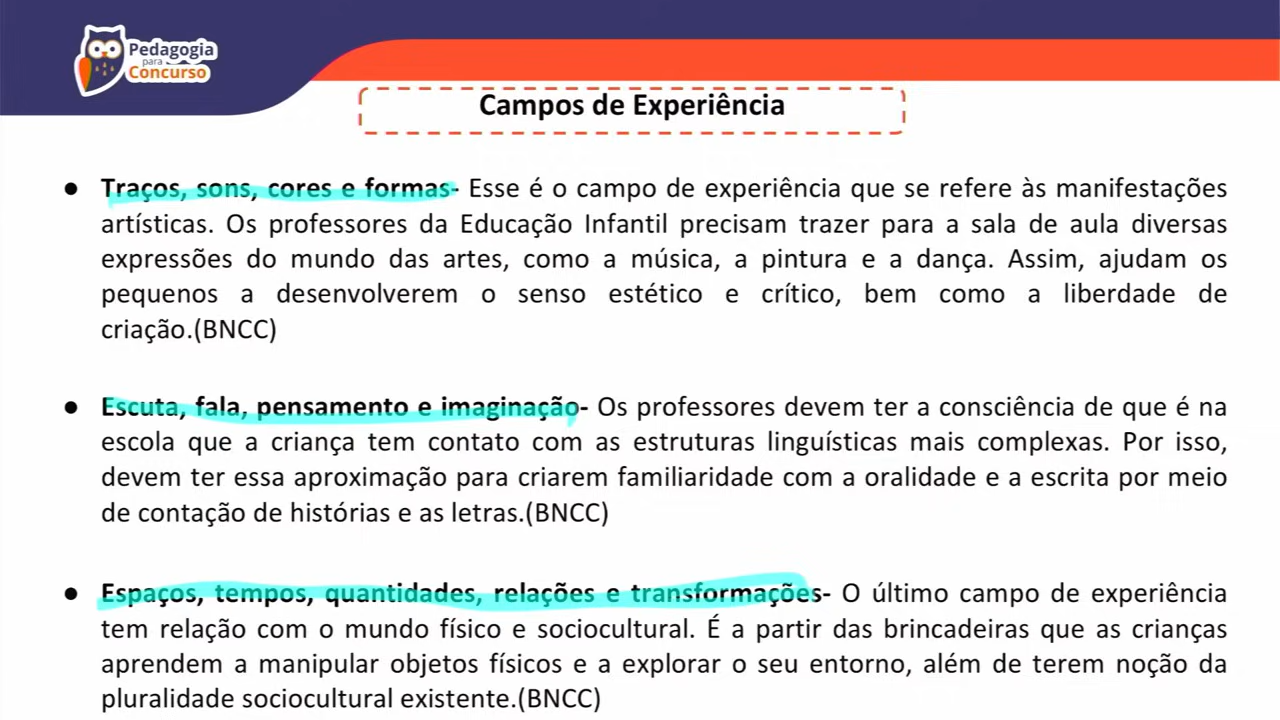 Pedagogia
para
Concurso
Campos de Experiência
● Traços, sons, cores e formas- Esse é o campo de experiência que se refere às manifestações
artísticas. Os professores da Educação Infantil precisam trazer para a sala de aula diversas
expressões do mundo das artes, como a música, a pintura e a dança. Assim, ajudam os
pequenos a desenvolverem o senso estético e crítico, bem como a liberdade de
criação.(BNCC)
● Escuta, fala, pensamento e imaginação- Os professores devem ter a consciência de que é na
escola que a criança tem contato com as estruturas linguísticas mais complexas. Por isso,
devem ter essa aproximação para criarem familiaridade com a oralidade e a escrita por meio
de contação de histórias e as letras.(BNCC)
● Espaços, tempos, quantidades, relações e transformações- O último campo de experiência
tem relação com o mundo físico e sociocultural. É a partir das brincadeiras que as crianças
aprendem a manipular objetos físicos e a explorar o seu entorno, além de terem noção da
pluralidade sociocultural existente.(BNCC)